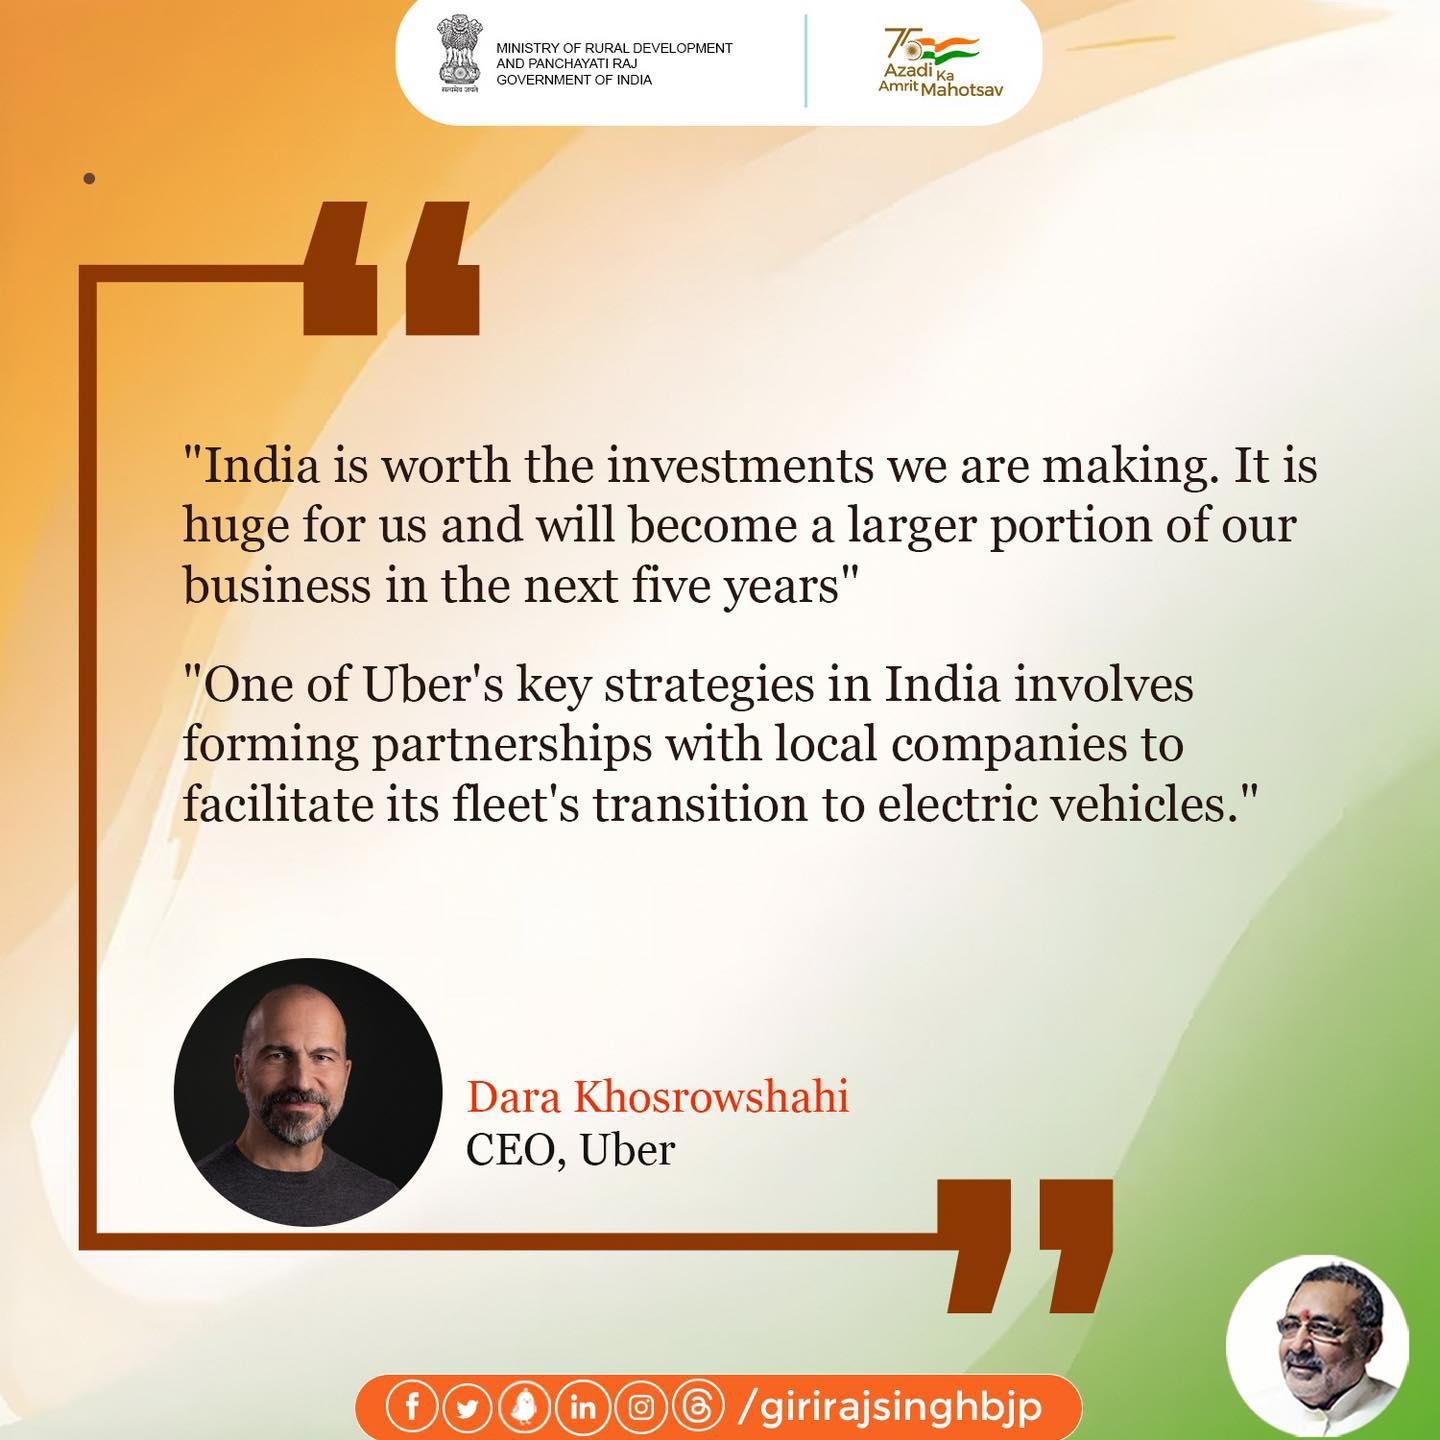 MINISTRY OF RURAL DEVELOPMENT
AND PANCHAYATI RAJ
GOVERNMENT OF INDIA
सत्यमेव जयते
75
Azadi Ka
Amrit Mahotsav
"India is worth the investments we are making. It is
huge for us and will become a larger portion of our
business in the next five years"
"One of Uber's key strategies in India involves
forming partnerships with local companies to
facilitate its fleet's transition to electric vehicles."
Dara Khosrowshahi
CEO, Uber
/girirajsinghbjp